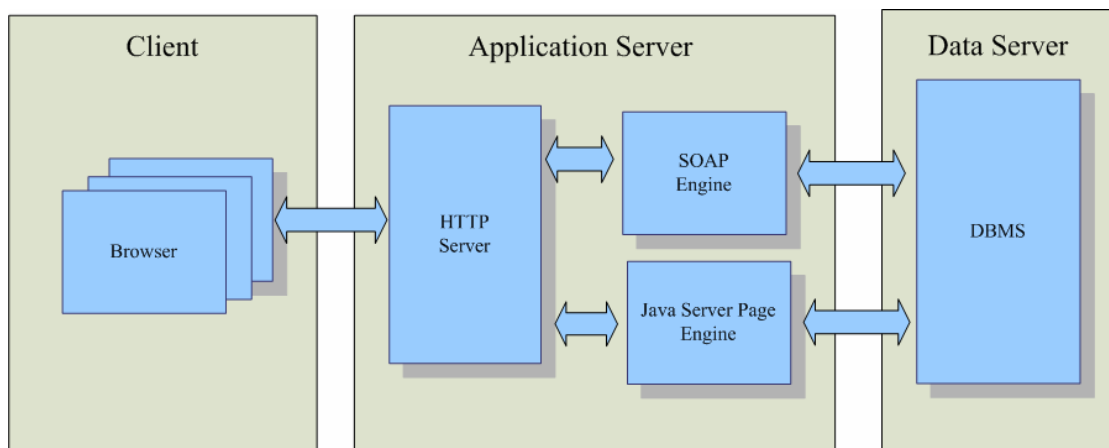 Client
Application Server
Data Server
Browser
HTTP
Server
SOAP
Engine
Java Server Page
Engine
DBMS